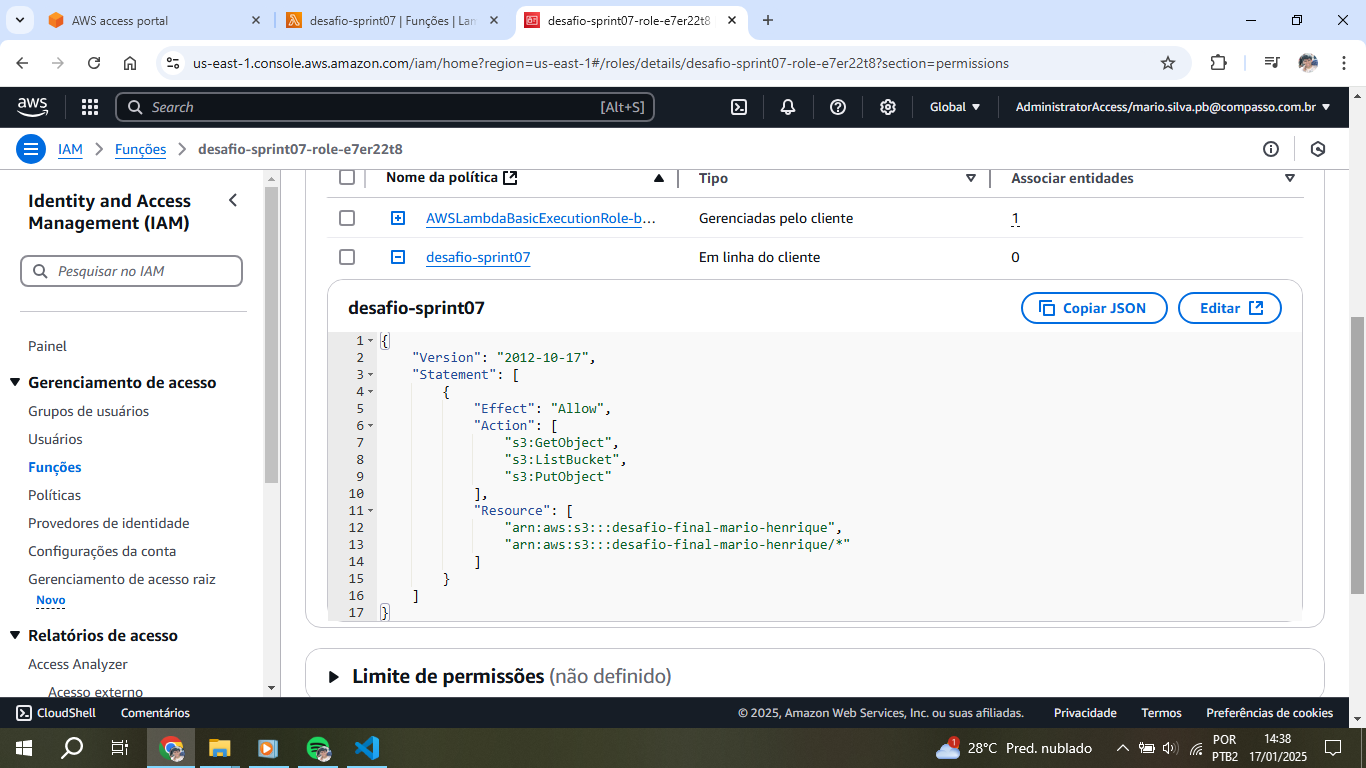 AWS access portal
desafio-sprint07 | Funções | Lan
desafio-sprint07-role-e7er22t8
us-east-1.console.aws.amazon.com/iam/home?region=us-east-1#/roles/details/desafio-sprint07-role-e7er22t8?section=permissions
aws
Search
[Alt+S]
Global
AdministratorAccess/mario.silva.pb@compasso.com.br
IAM
Funções
desafio-sprint07-role-e7er22t8
Identity and Access
Management (IAM)
Pesquisar no IAM
Painel
Gerenciamento de acesso
Grupos de usuários
Usuários
Funções
Políticas
Provedores de identidade
Configurações da conta
Gerenciamento de acesso raiz
Novo
Relatórios de acesso
Access Analyzer
Acesso externo
Nome da política
Tipo
Associar entidades
AWSLambdaBasicExecutionRole-b...
Gerenciadas pelo cliente
1
desafio-sprint07
Em linha do cliente
0
desafio-sprint07
Copiar JSON
Editar
1 {
2 "Version": "2012-10-17",
3 "Statement": [
4 {
5 "Effect": "Allow",
6 "Action": [
7 "s3:GetObject",
8 "s3:ListBucket",
9 "s3:PutObject"
10 ],
11 "Resource": [
12 "arn:aws:s3:::desafio-final-mario-henrique",
13 "arn:aws:s3:::desafio-final-mario-henrique/*"
14 ]
15 }
16 ]
17 }
Limite de permissões (não definido)
CloudShell
Comentários
© 2025, Amazon Web Services, Inc. ou suas afiliadas.
Privacidade
Termos
Preferências de cookies
1
28°C Pred. nublado
POR
PTB2
14:38
17/01/2025